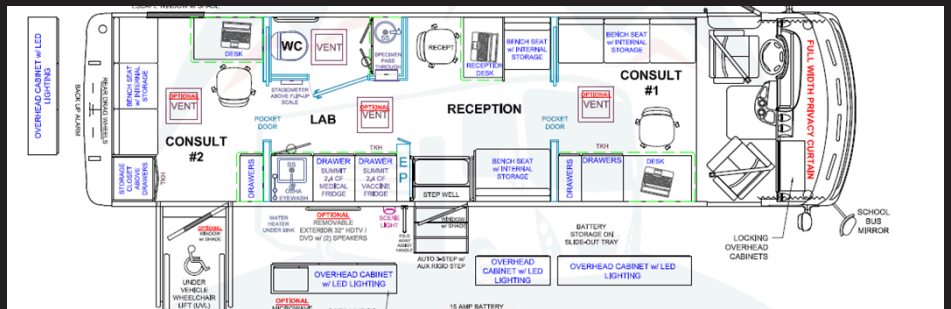 ESCAPE WINDOW w/ SHADE
OVERHEAD CABINET w/ LED
LIGHTING
BACK UP ALARM
REAR DRAG WHEELS
BENCH SEAT
w/ INTERNAL
STORAGE
OPTIONAL
VENT
DESK
WC
VENT
SS
SPECIMEN
PASS
THROUGH
RECEPT
RECEPTION
DESK
BENCH SEAT
w/ INTERNAL
STORAGE
BENCH SEAT
w/ INTERNAL
STORAGE
CONSULT
#1
FULL WIDTH PRIVACY CURTAIN
STADIOMETER
ABOVE FLIP-UP
SCALE
POCKET
DOOR
LAB
OPTIONAL
VENT
RECEPTION
POCKET
DOOR
OPTIONAL
VENT
CONSULT
#2
TKH
TKH
TKH
STORAGE
CLOSET
ABOVE
DRAWERS
DRAWERS
SS
OSHA
EYEWASH
DRAWER
SUMMIT
2.4 CF
MEDICAL
FRIDGE
DRAWER
SUMMIT
2.4 CF
VACCINE
FRIDGE
E
P
STEP WELL
BENCH SEAT
w/ INTERNAL
STORAGE
DRAWERS
DRAWERS
DESK
OPTIONAL
WINDOW
w/ SHADE
WATER
HEATER
UNDER SINK
OPTIONAL
REMOVABLE
EXTERIOR 32" HDTV /
DVD w/ (2) SPEAKERS
SCENE
LIGHT
WINDOW
w/ SHADE
AUTO 3-STEP w/
AUX RIGID STEP
BATTERY
STORAGE ON
SLIDE-OUT TRAY
LOCKING
OVERHEAD
CABINETS
SCHOOL
BUS
MIRROR
UNDER
VEHICLE
WHEELCHAIR
LIFT (UVL)
OVERHEAD CABINET
w/ LED LIGHTING
OVERHEAD
CABINET w/ LED
LIGHTING
OVERHEAD CABINET w/ LED
LIGHTING
OPTIONAL
MICROWAVE
15 AMP BATTERY